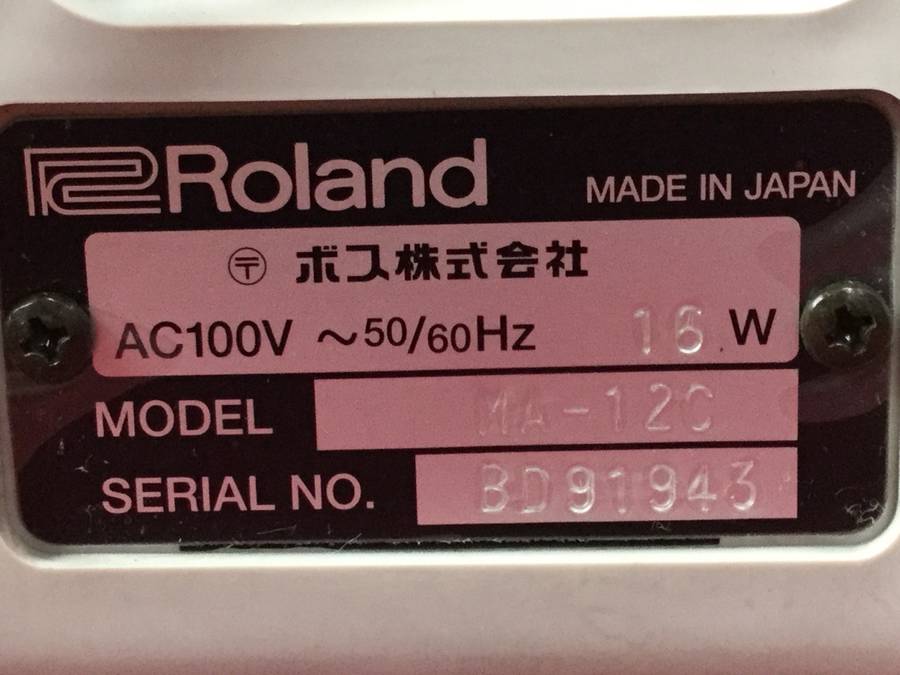 Roland
MADE IN JAPAN
〶 ボス株式会社
AC100V ~50/60Hz 16 W
MODEL MA-12C
SERIAL NO. BD91943